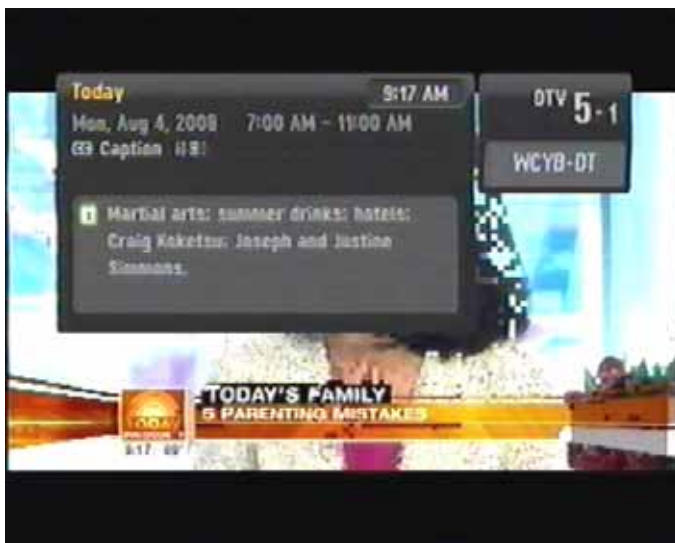 Today 9:17 AM
Mon, Aug 4, 2008 7:00 AM ~ 11:00 AM
CC Caption
Martial arts; summer drinks; hotels;
Craig Koketsu; Joseph and Justine
Simmons.
DTV 5-1
WCYB-DT
TODAY'S FAMILY
5 PARENTING MISTAKES
TODAY
9:17